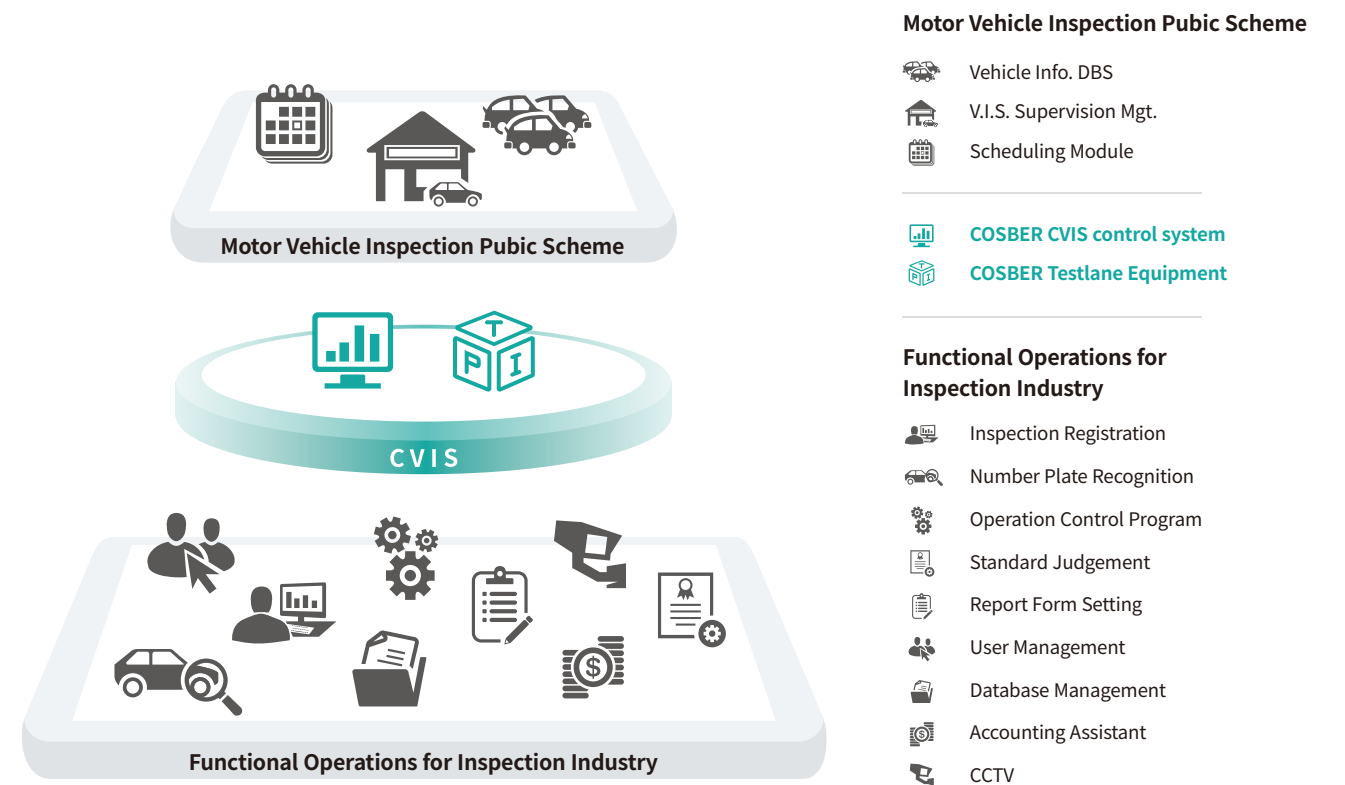 Motor Vehicle Inspection Pubic Scheme
T
P I
CVIS
Functional Operations for Inspection Industry
Motor Vehicle Inspection Pubic Scheme
Vehicle Info. DBS
V.I.S. Supervision Mgt.
Scheduling Module
COSBER CVIS control system
T
P I
COSBER Testlane Equipment
Functional Operations for
Inspection Industry
Inspection Registration
Number Plate Recognition
Operation Control Program
Standard Judgement
Report Form Setting
User Management
Database Management
Accounting Assistant
CCTV